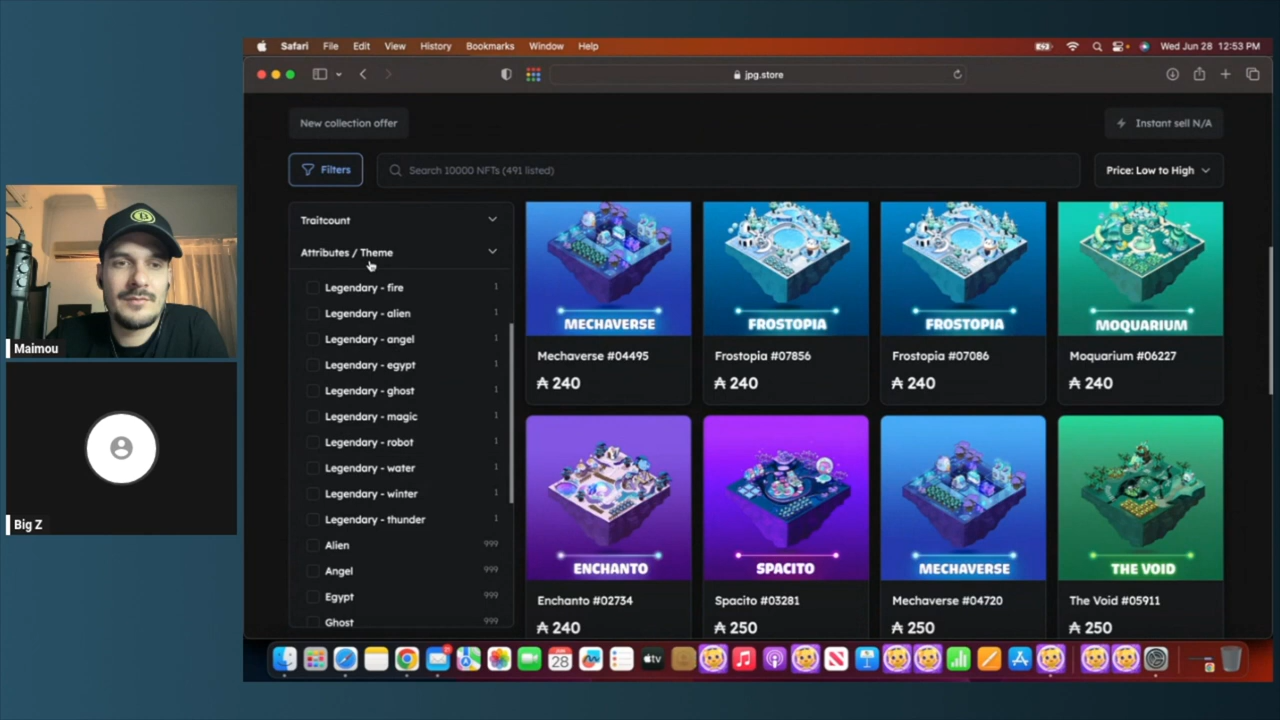 Safari File Edit View History Bookmarks Window Help
Wed Jun 28 12:53 PM
jpg.store
New collection offer
Instant sell N/A
Filters
Search 10000 NFTs (491 listed)
Price: Low to High
Traitcount
Attributes / Theme
Legendary - fire 1
Legendary - alien 1
Legendary - angel 1
Legendary - egypt 1
Legendary - ghost 1
Legendary - magic 1
Legendary - robot 1
Legendary - water 1
Legendary - winter 1
Legendary - thunder 1
Alien 999
Angel 999
Egypt 999
Ghost 999
MECHAVERSE
Mechaverse #04495
₳ 240
FROSTOPIA
Frostopia #07856
₳ 240
FROSTOPIA
Frostopia #07086
₳ 240
MOQUARIUM
Moquarium #06227
₳ 240
ENCHANTO
Enchanto #02734
₳ 240
SPACITO
Spacito #03281
₳ 250
MECHAVERSE
Mechaverse #04720
₳ 250
THE VOID
The Void #05911
₳ 250
Maimou
Big Z
JUN
28
tv